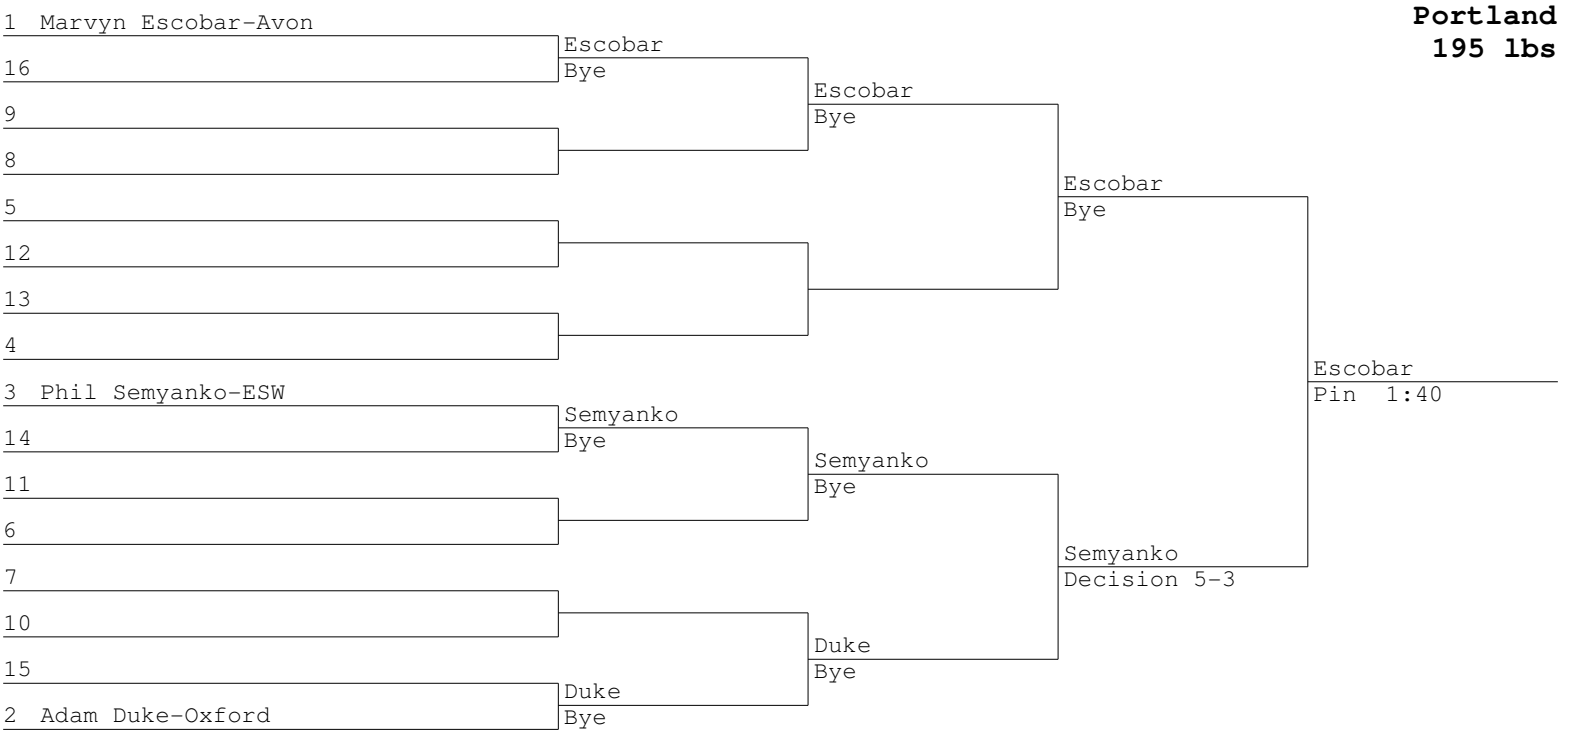 Portland
195 lbs
1 Marvyn Escobar-Avon
16
9
8
5
12
13
4
3 Phil Semyanko-ESW
14
11
6
7
10
15
2 Adam Duke-Oxford
Escobar
Bye
Semyanko
Bye
Duke
Bye
Escobar
Bye
Semyanko
Bye
Duke
Bye
Escobar
Bye
Semyanko
Decision 5-3
Escobar
Pin 1:40